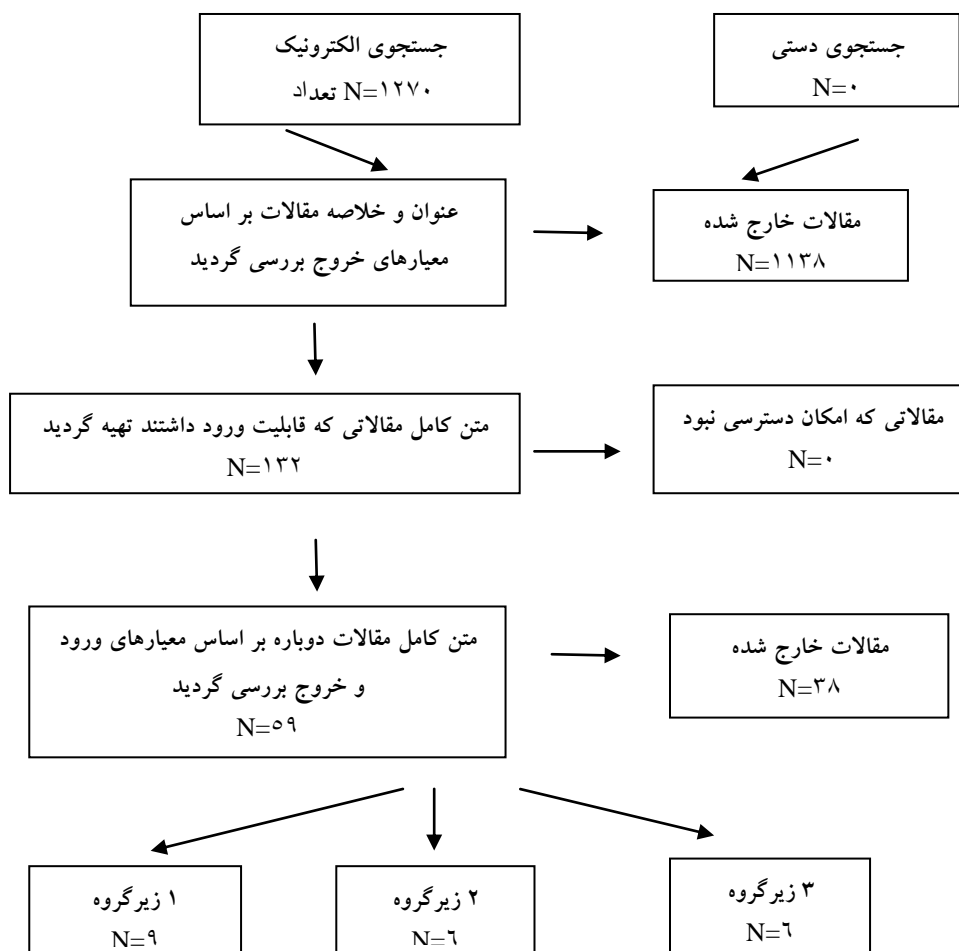 جستجوی الکترونیک
تعداد N=۱۲۷۰
جستجوی دستی
N=۰
عنوان و خلاصه مقالات بر اساس
معیارهای خروج بررسی گردید
مقالات خارج شده
N=۱۱۳۸
متن کامل مقالاتی که قابلیت ورود داشتند تهیه گردید
N=۱۳۲
مقالاتی که امکان دسترسی نبود
N=۰
متن کامل مقالات دوباره بر اساس معیارهای ورود
و خروج بررسی گردید
N=۵۹
مقالات خارج شده
N=۳۸
۱ زیرگروه
N=۹
۲ زیرگروه
N=۶
۳ زیرگروه
N=۶